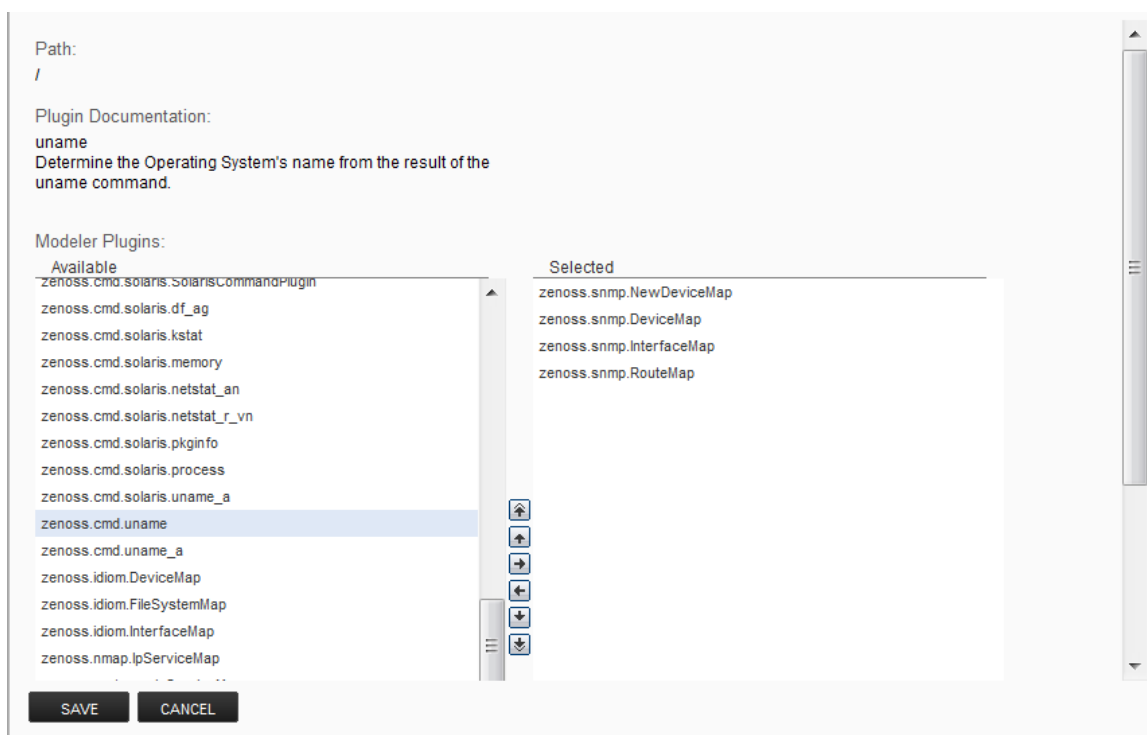 Path:
/
Plugin Documentation:
uname
Determine the Operating System's name from the result of the
uname command.
Modeler Plugins:
Available
zenoss.cmd.solaris.SolarisCommandPlugin
zenoss.cmd.solaris.df_ag
zenoss.cmd.solaris.kstat
zenoss.cmd.solaris.memory
zenoss.cmd.solaris.netstat_an
zenoss.cmd.solaris.netstat_r_vn
zenoss.cmd.solaris.pkginfo
zenoss.cmd.solaris.process
zenoss.cmd.solaris.uname_a
zenoss.cmd.uname
zenoss.cmd.uname_a
zenoss.idiom.DeviceMap
zenoss.idiom.FileSystemMap
zenoss.idiom.InterfaceMap
zenoss.nmap.IpServiceMap
Selected
zenoss.snmp.NewDeviceMap
zenoss.snmp.DeviceMap
zenoss.snmp.InterfaceMap
zenoss.snmp.RouteMap
SAVE
CANCEL